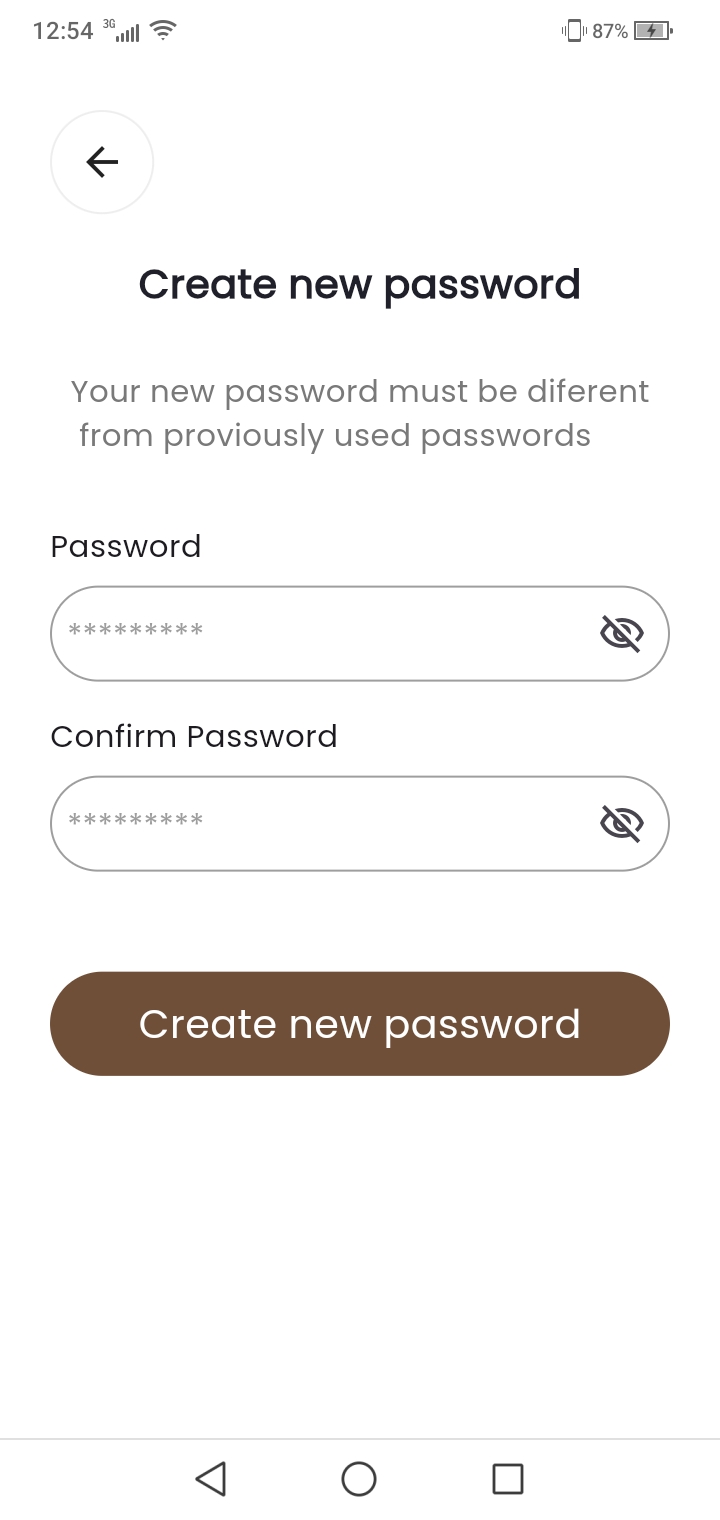 12:54 3G 87%
Create new password
Your new password must be diferent
from proviously used passwords
Password
*********
Confirm Password
*********
Create new password